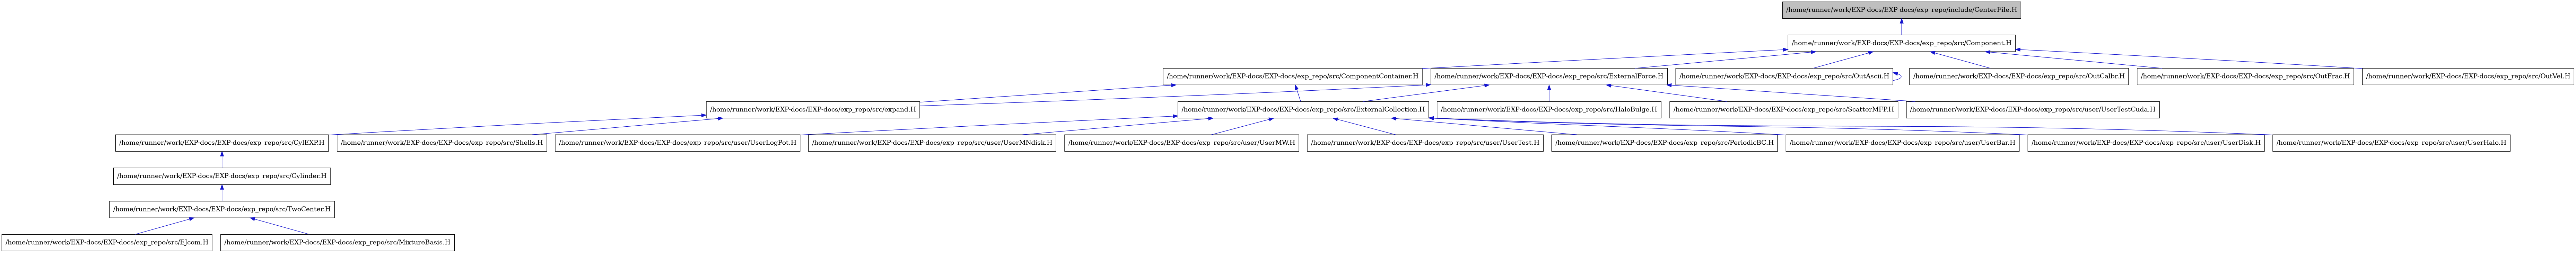 /home/runner/work/EXP-docs/EXP-docs/exp_repo/include/CenterFile.H
/home/runner/work/EXP-docs/EXP-docs/exp_repo/src/Component.H
/home/runner/work/EXP-docs/EXP-docs/exp_repo/src/ComponentContainer.H
/home/runner/work/EXP-docs/EXP-docs/exp_repo/src/ExternalForce.H
/home/runner/work/EXP-docs/EXP-docs/exp_repo/src/OutAscii.H
/home/runner/work/EXP-docs/EXP-docs/exp_repo/src/OutCalbr.H
/home/runner/work/EXP-docs/EXP-docs/exp_repo/src/OutFrac.H
/home/runner/work/EXP-docs/EXP-docs/exp_repo/src/OutVel.H
/home/runner/work/EXP-docs/EXP-docs/exp_repo/src/expand.H
/home/runner/work/EXP-docs/EXP-docs/exp_repo/src/ExternalCollection.H
/home/runner/work/EXP-docs/EXP-docs/exp_repo/src/HaloBulge.H
/home/runner/work/EXP-docs/EXP-docs/exp_repo/src/ScatterMFP.H
/home/runner/work/EXP-docs/EXP-docs/exp_repo/src/user/UserTestCuda.H
/home/runner/work/EXP-docs/EXP-docs/exp_repo/src/CylEXP.H
/home/runner/work/EXP-docs/EXP-docs/exp_repo/src/Shells.H
/home/runner/work/EXP-docs/EXP-docs/exp_repo/src/user/UserLogPot.H
/home/runner/work/EXP-docs/EXP-docs/exp_repo/src/user/UserMNdisk.H
/home/runner/work/EXP-docs/EXP-docs/exp_repo/src/user/UserMW.H
/home/runner/work/EXP-docs/EXP-docs/exp_repo/src/user/UserTest.H
/home/runner/work/EXP-docs/EXP-docs/exp_repo/src/PeriodicBC.H
/home/runner/work/EXP-docs/EXP-docs/exp_repo/src/user/UserBar.H
/home/runner/work/EXP-docs/EXP-docs/exp_repo/src/user/UserDisk.H
/home/runner/work/EXP-docs/EXP-docs/exp_repo/src/user/UserHalo.H
/home/runner/work/EXP-docs/EXP-docs/exp_repo/src/Cylinder.H
/home/runner/work/EXP-docs/EXP-docs/exp_repo/src/TwoCenter.H
/home/runner/work/EXP-docs/EXP-docs/exp_repo/src/EJcom.H
/home/runner/work/EXP-docs/EXP-docs/exp_repo/src/MixtureBasis.H